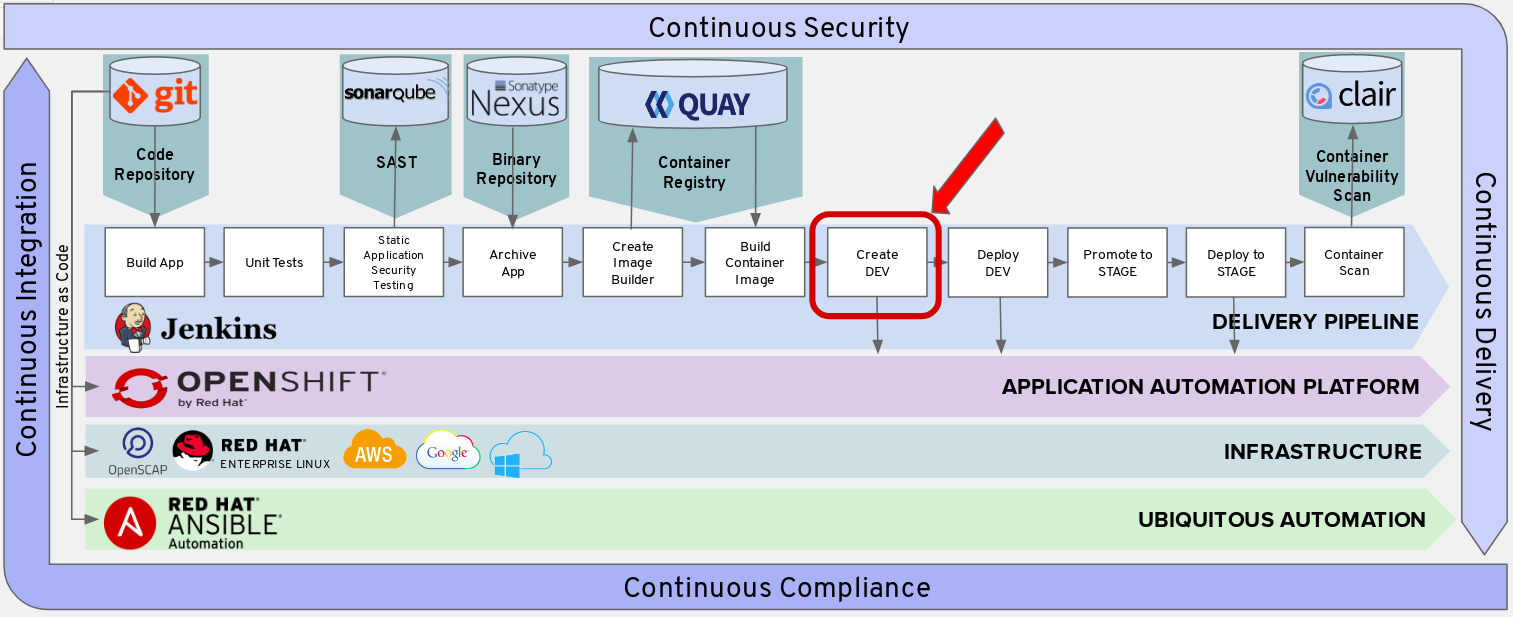 Continuous Security
Continuous Integration
Continuous Delivery
Continuous Compliance
Infrastructure as Code
git
Code
Repository
sonarqube
SAST
Sonatype
Nexus
Binary
Repository
QUAY
Container
Registry
clair
Container
Vulnerability
Scan
Build App
Unit Tests
Static
Application
Security
Testing
Archive
App
Create
Image
Builder
Build
Container
Image
Create
DEV
Deploy
DEV
Promote to
STAGE
Deploy to
STAGE
Container
Scan
Jenkins
DELIVERY PIPELINE
OPENSHIFT
by Red Hat
APPLICATION AUTOMATION PLATFORM
OpenSCAP
RED HAT
ENTERPRISE LINUX
AWS
Google
INFRASTRUCTURE
RED HAT
ANSIBLE
Automation
UBIQUITOUS AUTOMATION